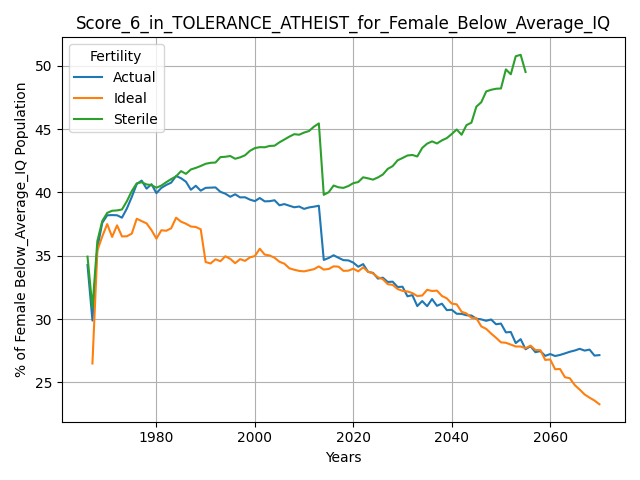 Score_6_in_TOLERANCE_ATHEIST_for_Female_Below_Average_IQ
Fertility
Actual
Ideal
Sterile
% of Female Below_Average_IQ Population
50
45
40
35
30
25
1980
2000
2020
2040
2060
Years